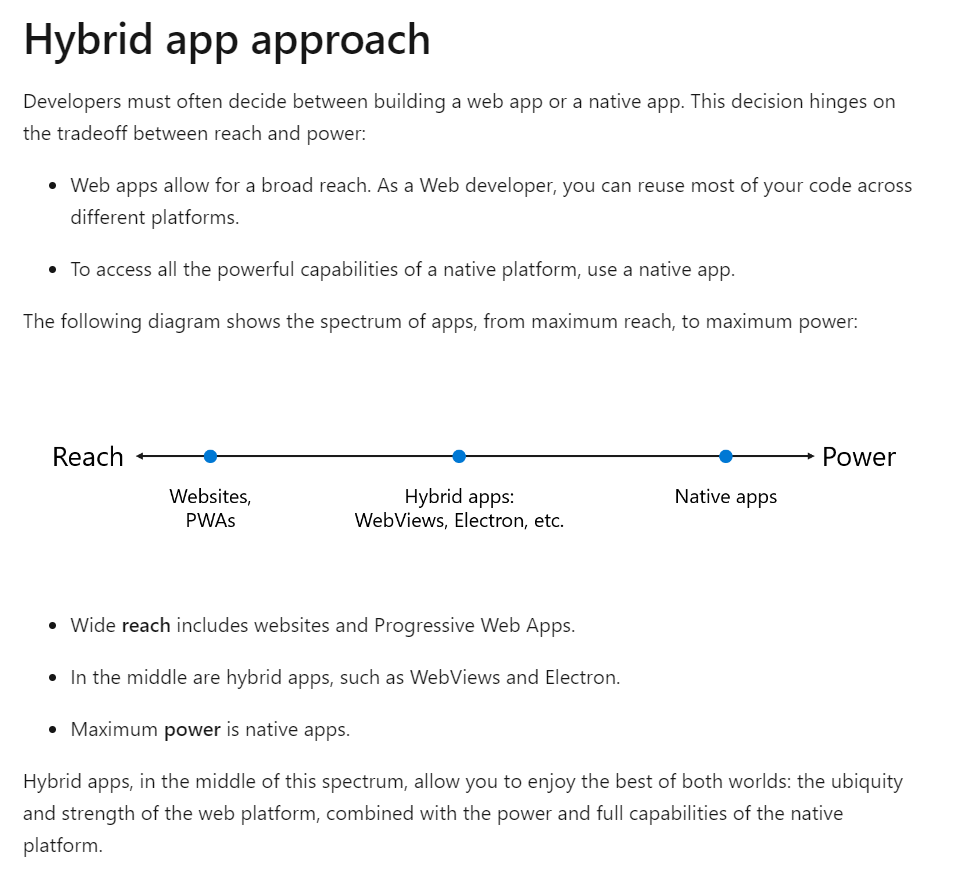 Hybrid app approach
Developers must often decide between building a web app or a native app. This decision hinges on
the tradeoff between reach and power:
• Web apps allow for a broad reach. As a Web developer, you can reuse most of your code across
different platforms.
• To access all the powerful capabilities of a native platform, use a native app.
The following diagram shows the spectrum of apps, from maximum reach, to maximum power:
Reach
Power
Websites,
PWAs
Hybrid apps:
WebViews, Electron, etc.
Native apps
• Wide reach includes websites and Progressive Web Apps.
• In the middle are hybrid apps, such as WebViews and Electron.
• Maximum power is native apps.
Hybrid apps, in the middle of this spectrum, allow you to enjoy the best of both worlds: the ubiquity
and strength of the web platform, combined with the power and full capabilities of the native
platform.